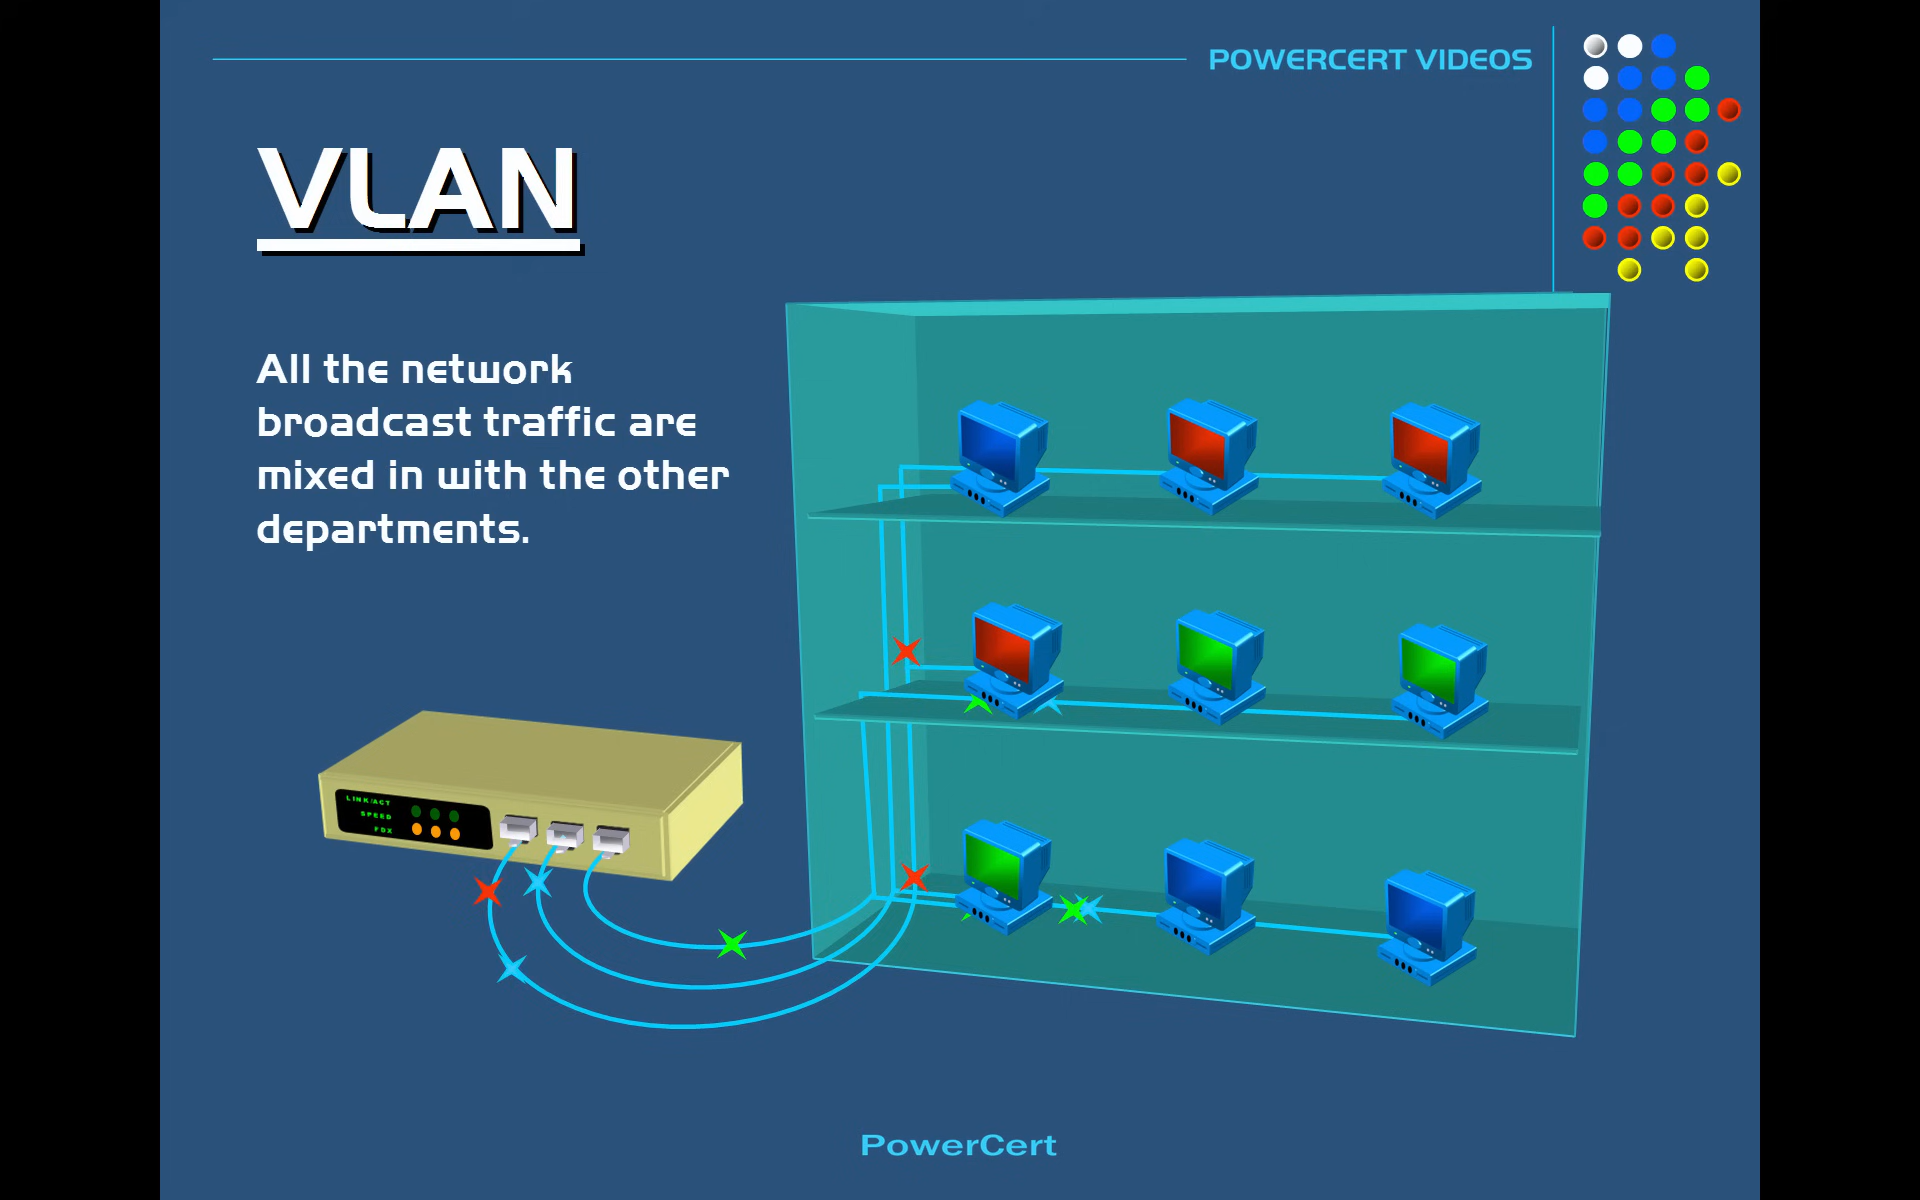 POWERCERT VIDEOS
VLAN
All the network
broadcast traffic are
mixed in with the other
departments.
LINK/ACT
SPEED
FDX
PowerCert